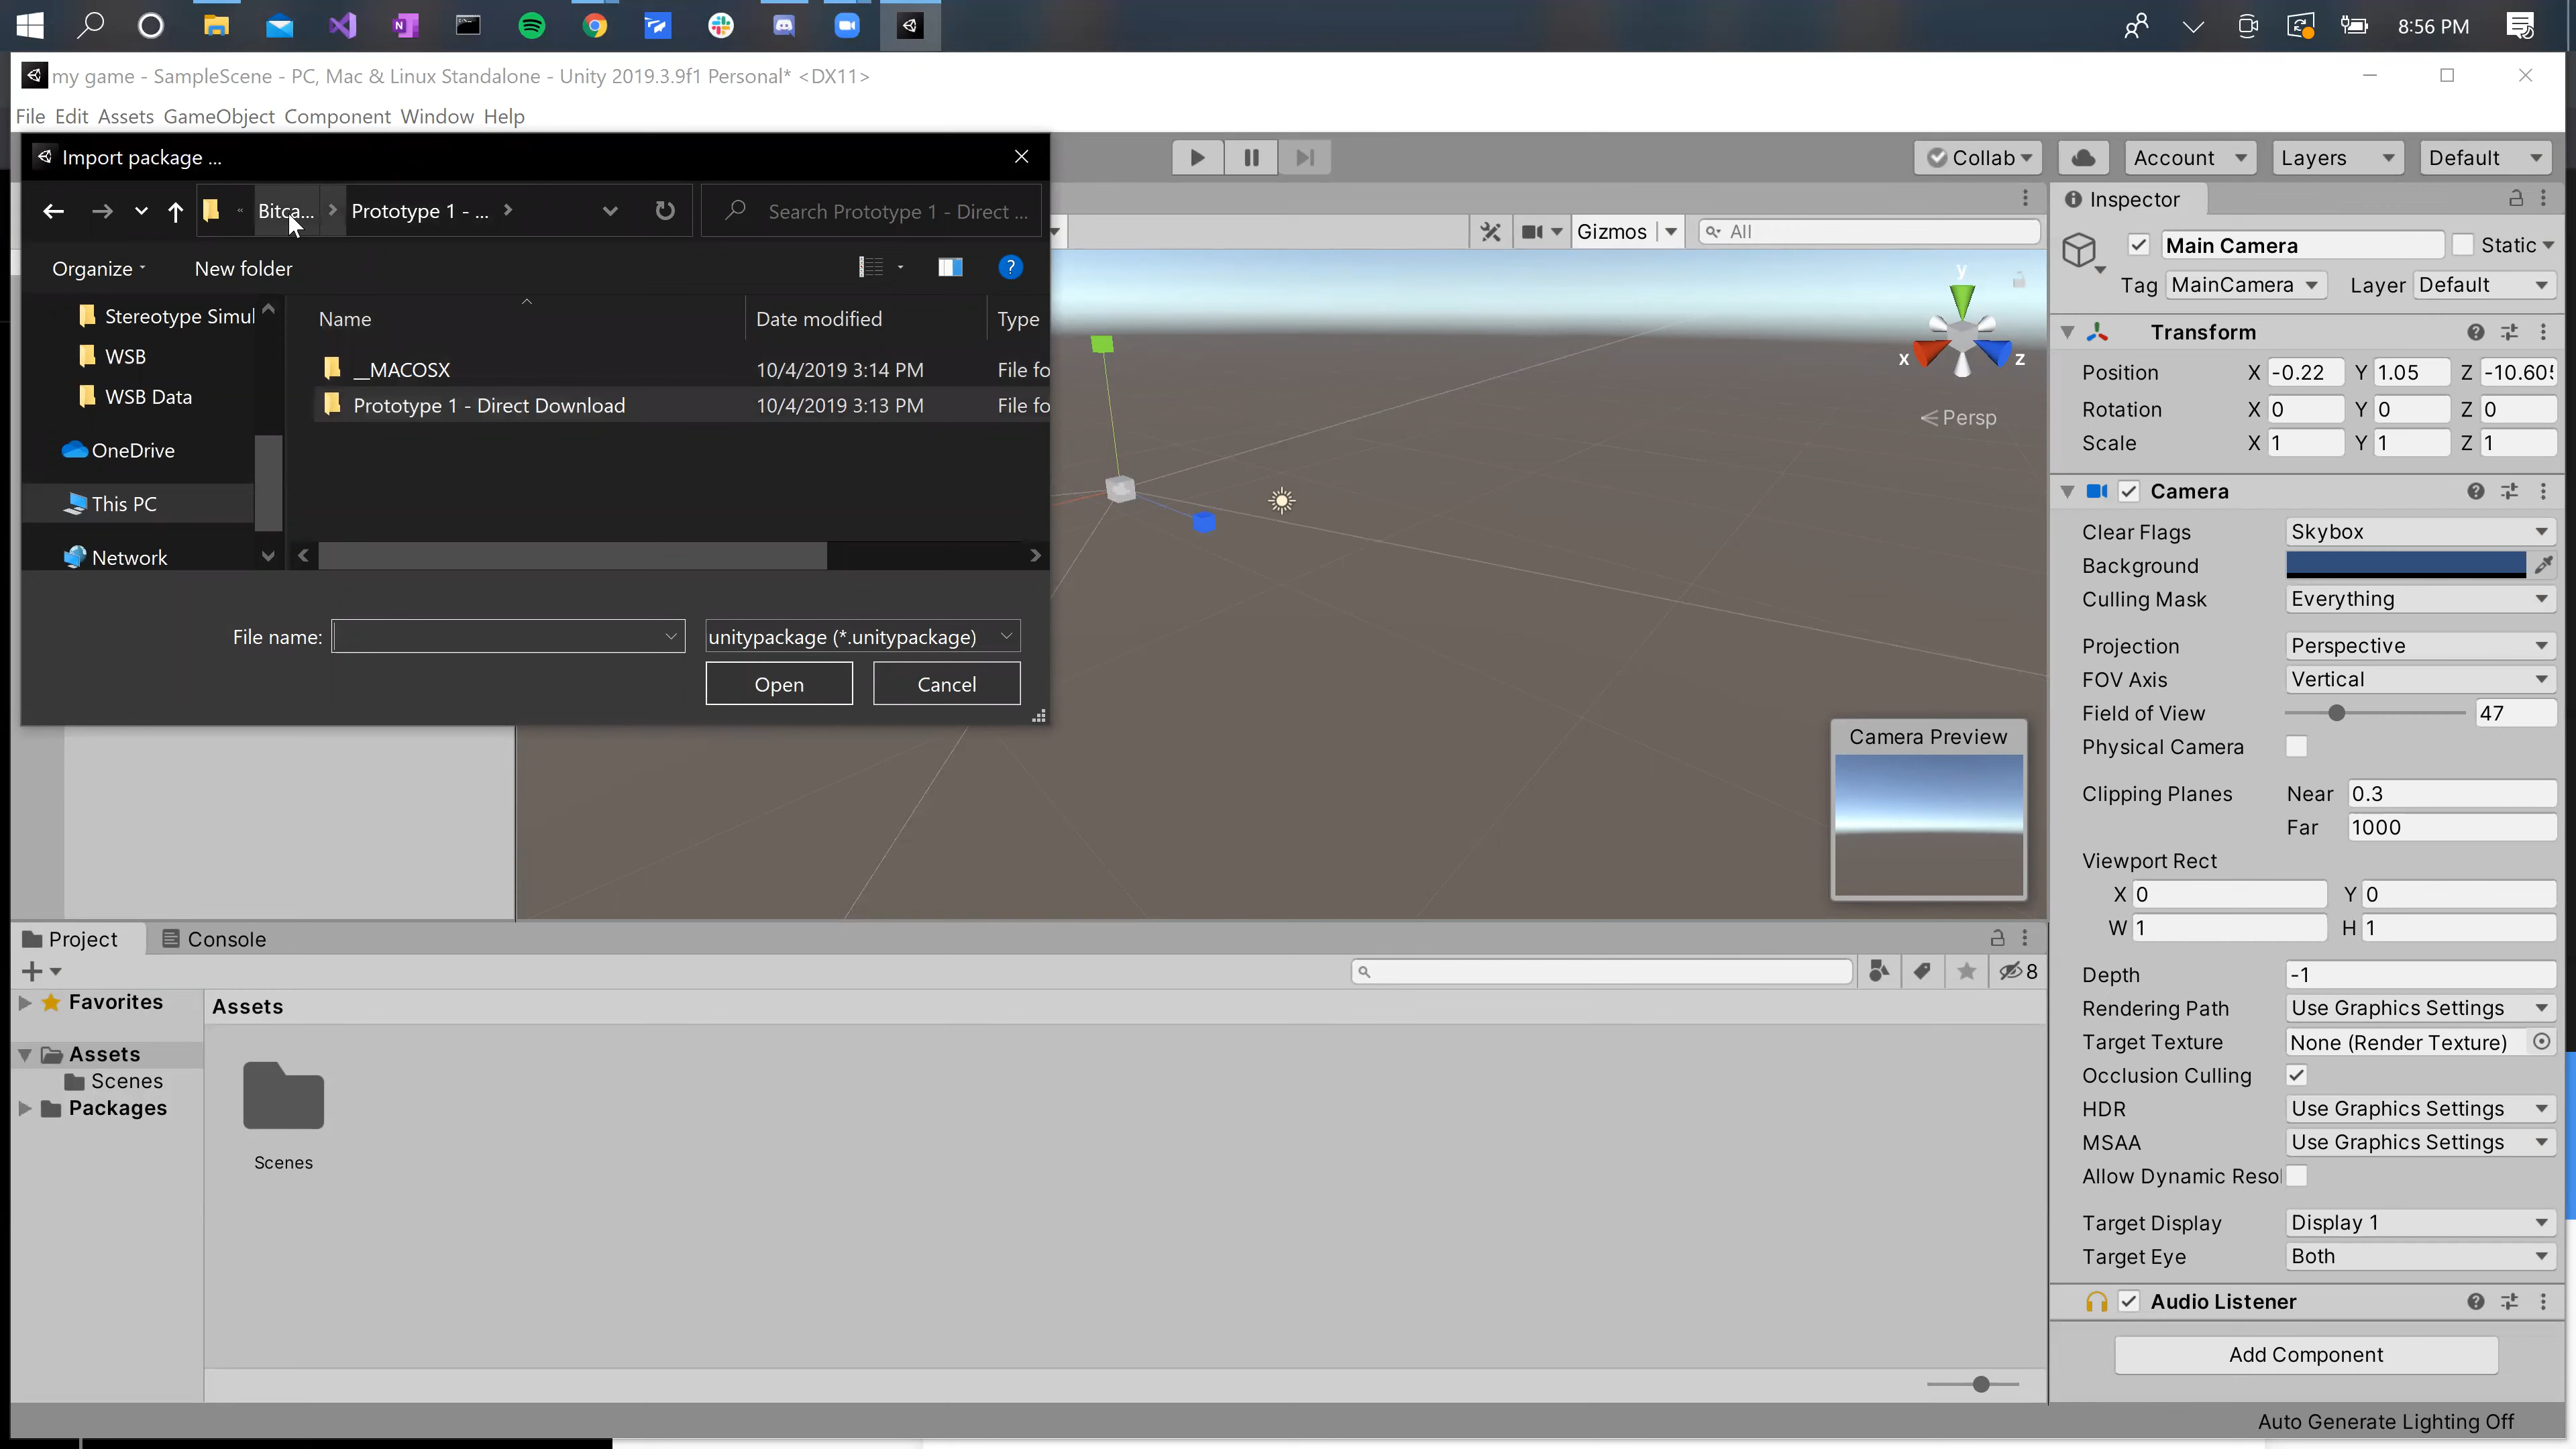 8:56 PM
my game - SampleScene - PC, Mac & Linux Standalone - Unity 2019.3.9f1 Personal* <DX11>
File Edit Assets GameObject Component Window Help
Import package ...
Collab
Account
Layers
Default
Bitca...
Prototype 1 - ...
Search Prototype 1 - Direct ...
Inspector
Gizmos
All
Main Camera
Static
Organize
New folder
Tag MainCamera
Layer Default
Stereotype Simul
WSB
WSB Data
OneDrive
This PC
Network
Name
Date modified
Type
__MACOSX
10/4/2019 3:14 PM
File fo
Prototype 1 - Direct Download
10/4/2019 3:13 PM
File fo
File name:
unitypackage (*.unitypackage)
Open
Cancel
y
x
z
Persp
Camera Preview
Transform
Position X -0.22 Y 1.05 Z -10.605
Rotation X 0 Y 0 Z 0
Scale X 1 Y 1 Z 1
Camera
Clear Flags Skybox
Background
Culling Mask Everything
Projection Perspective
FOV Axis Vertical
Field of View 47
Physical Camera
Clipping Planes Near 0.3
Far 1000
Viewport Rect
X 0 Y 0
W 1 H 1
Depth -1
Rendering Path Use Graphics Settings
Target Texture None (Render Texture)
Occlusion Culling
HDR Use Graphics Settings
MSAA Use Graphics Settings
Allow Dynamic Resol
Target Display Display 1
Target Eye Both
Audio Listener
Add Component
Project
Console
8
Favorites
Assets
Scenes
Packages
Assets
Scenes
Auto Generate Lighting Off